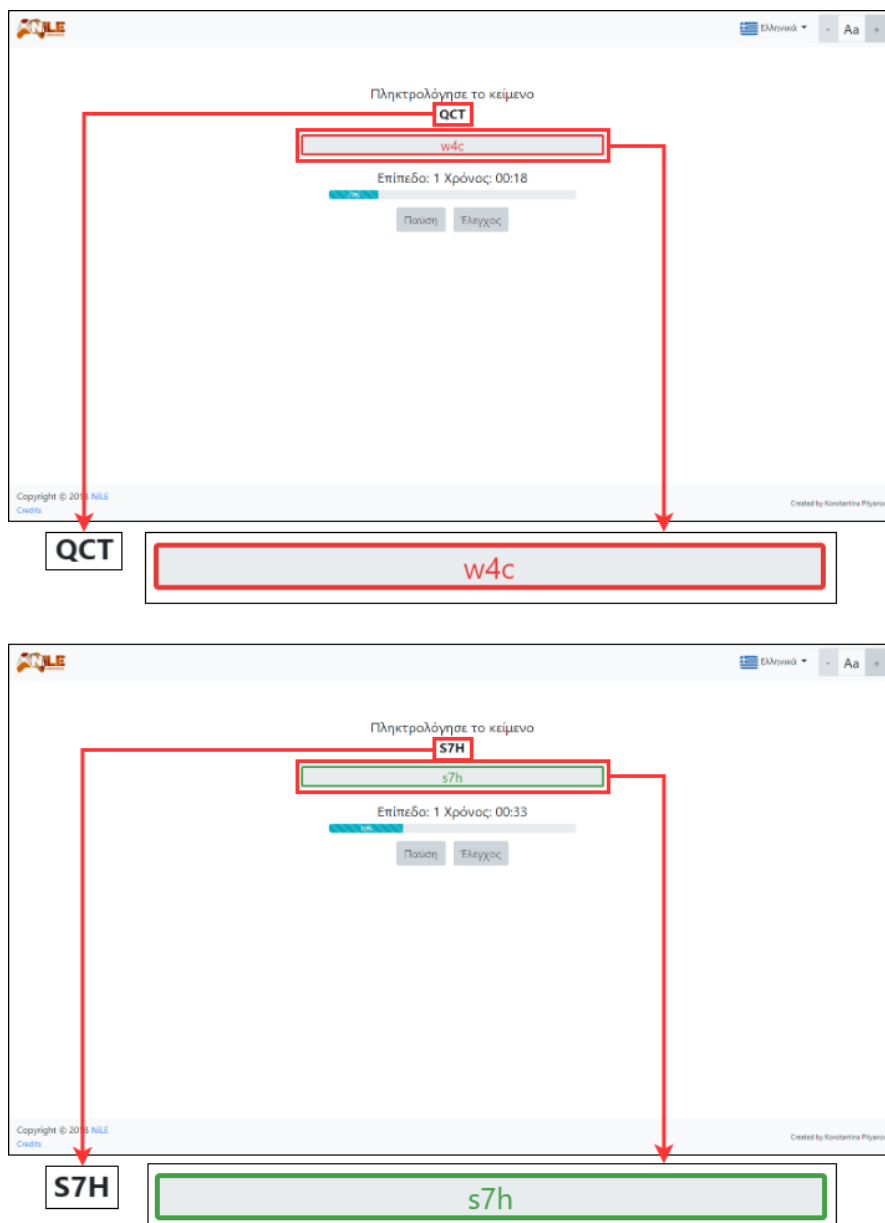 NiLE
Ελληνικά
- Aa +
Πληκτρολόγησε το κείμενο
QCT
w4c
Επίπεδο: 1 Χρόνος: 00:18
Παύση Έλεγχος
Copyright © 2018 NiLE
Credits
QCT
w4c
NiLE
Ελληνικά
- Aa +
Πληκτρολόγησε το κείμενο
S7H
s7h
Επίπεδο: 1 Χρόνος: 00:33
Παύση Έλεγχος
Copyright © 2018 NiLE
Credits
S7H
s7h